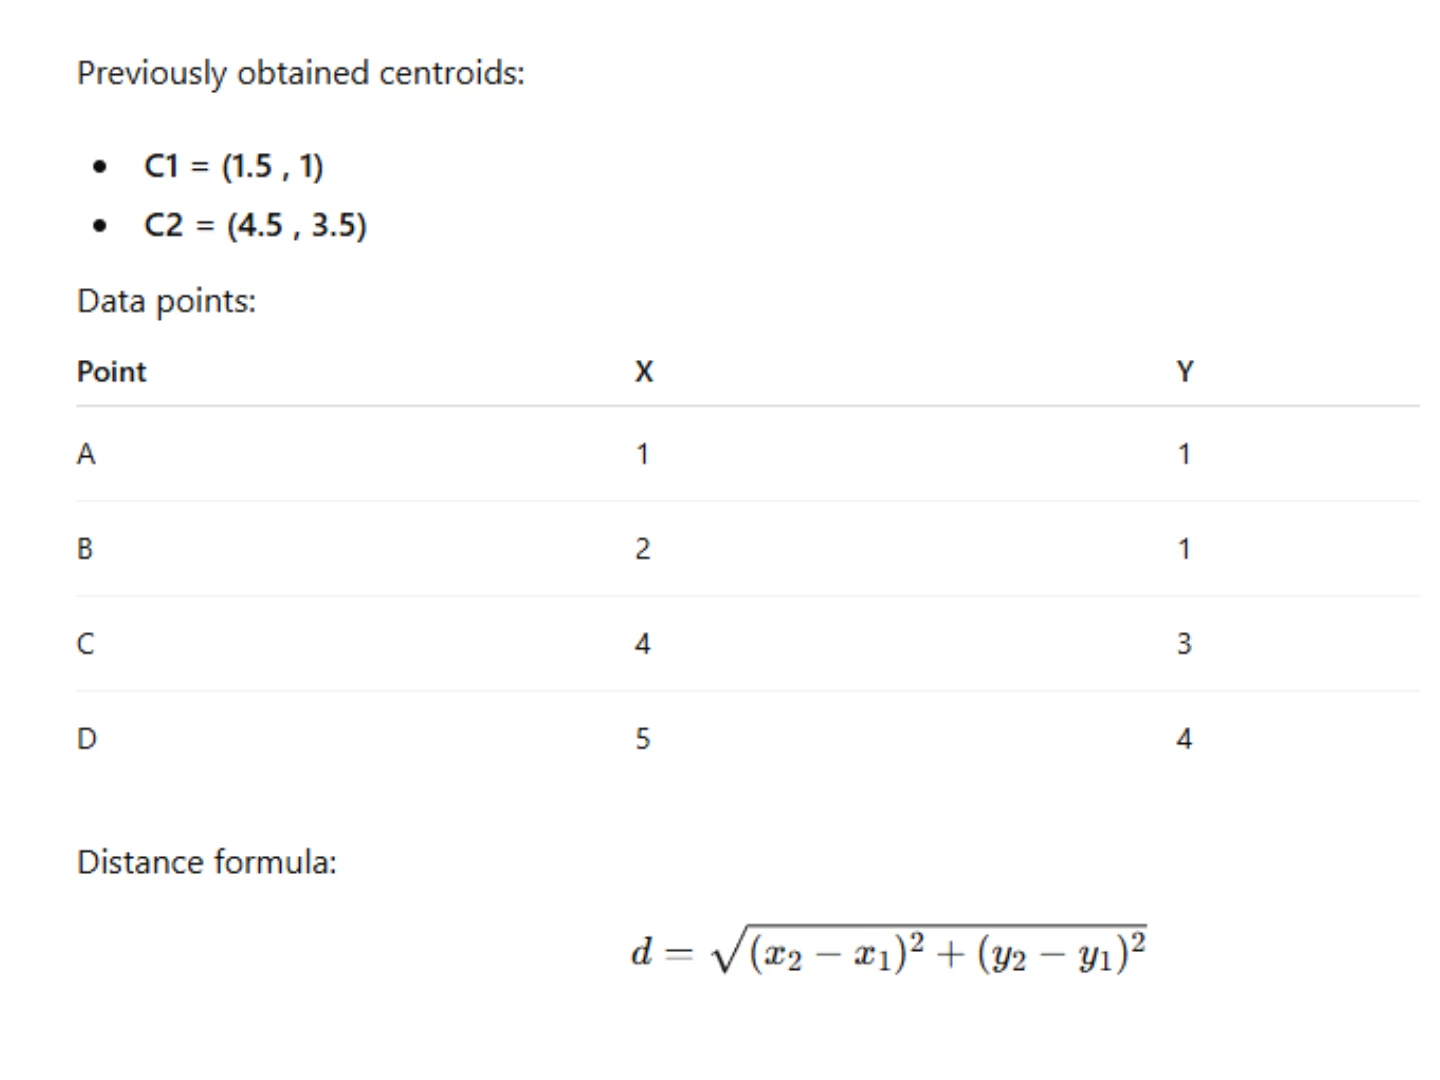 Previously obtained centroids:
• C1 = (1.5 , 1)
• C2 = (4.5 , 3.5)
Data points:
Point X Y
A 1 1
B 2 1
C 4 3
D 5 4
Distance formula:
d = √(x₂ − x₁)² + (y₂ − y₁)²